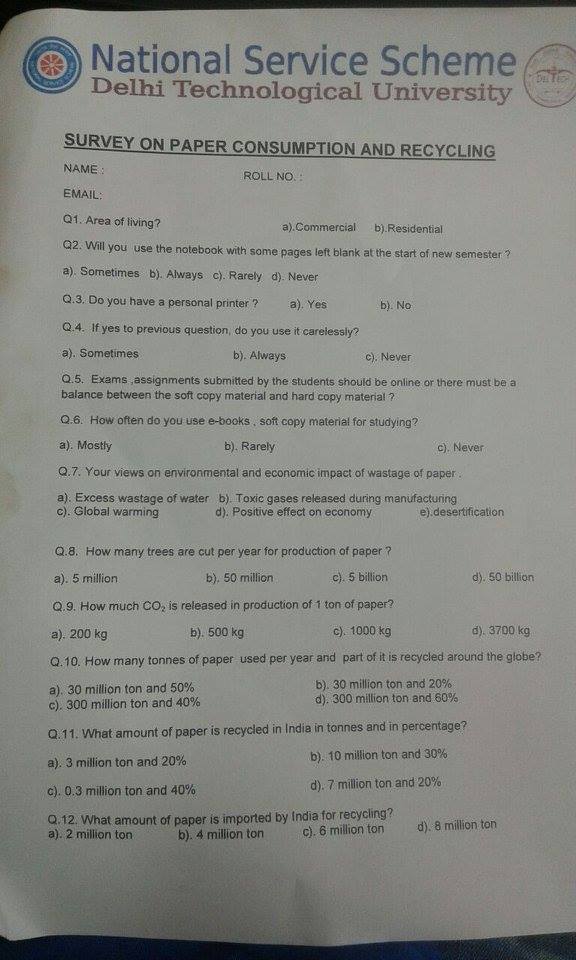 National Service Scheme
Delhi Technological University
SURVEY ON PAPER CONSUMPTION AND RECYCLING
NAME :
ROLL NO. :
EMAIL:
Q1. Area of living? a).Commercial b).Residential
Q2. Will you use the notebook with some pages left blank at the start of new semester ?
a). Sometimes b). Always c). Rarely d). Never
Q.3. Do you have a personal printer ? a). Yes b). No
Q.4. If yes to previous question, do you use it carelessly?
a). Sometimes b). Always c). Never
Q.5. Exams ,assignments submitted by the students should be online or there must be a
balance between the soft copy material and hard copy material ?
Q.6. How often do you use e-books , soft copy material for studying?
a). Mostly b). Rarely c). Never
Q.7. Your views on environmental and economic impact of wastage of paper .
a). Excess wastage of water b). Toxic gases released during manufacturing
c). Global warming d). Positive effect on economy e).desertification
Q.8. How many trees are cut per year for production of paper ?
a). 5 million b). 50 million c). 5 billion d). 50 billion
Q.9. How much CO₂ is released in production of 1 ton of paper?
a). 200 kg b). 500 kg c). 1000 kg d). 3700 kg
Q.10. How many tonnes of paper used per year and part of it is recycled around the globe?
a). 30 million ton and 50% b). 30 million ton and 20%
c). 300 million ton and 40% d). 300 million ton and 60%
Q.11. What amount of paper is recycled in India in tonnes and in percentage?
a). 3 million ton and 20% b). 10 million ton and 30%
c). 0.3 million ton and 40% d). 7 million ton and 20%
Q.12. What amount of paper is imported by India for recycling?
a). 2 million ton b). 4 million ton c). 6 million ton d). 8 million ton